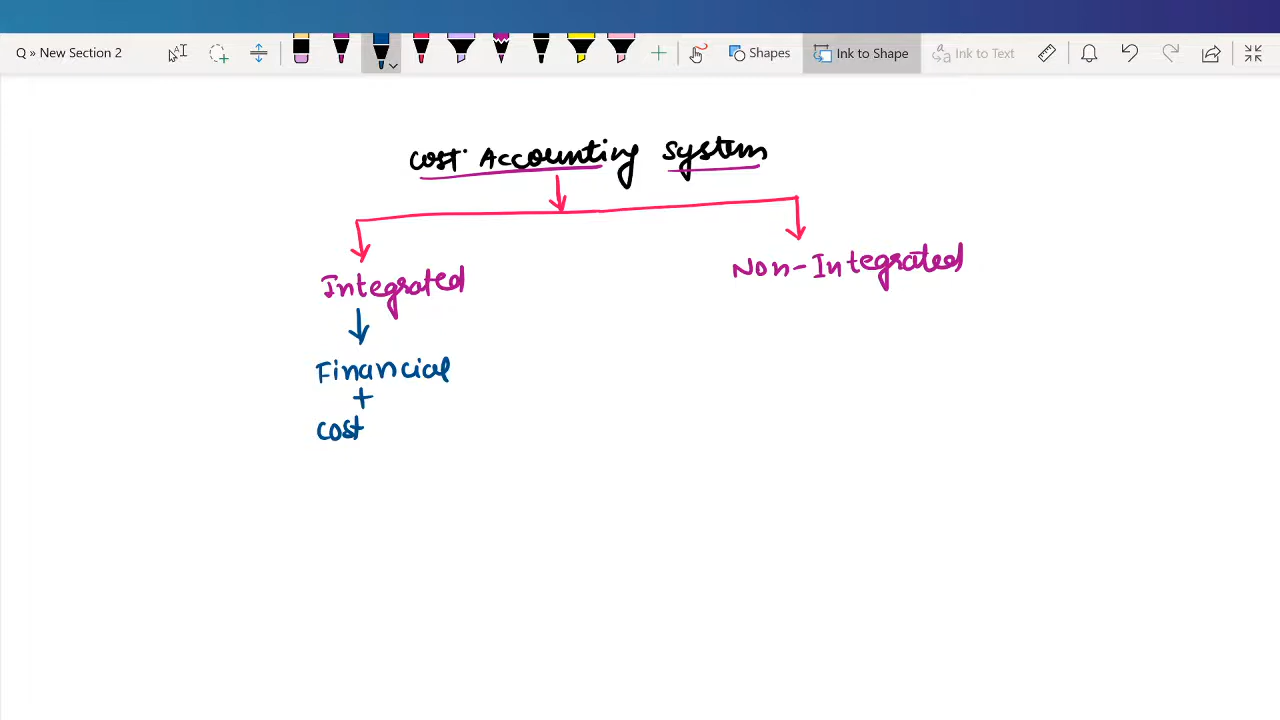 Q » New Section 2
Shapes
Ink to Shape
Ink to Text
Cost Accounting System
Integrated
Non-Integrated
Financial
+
Cost